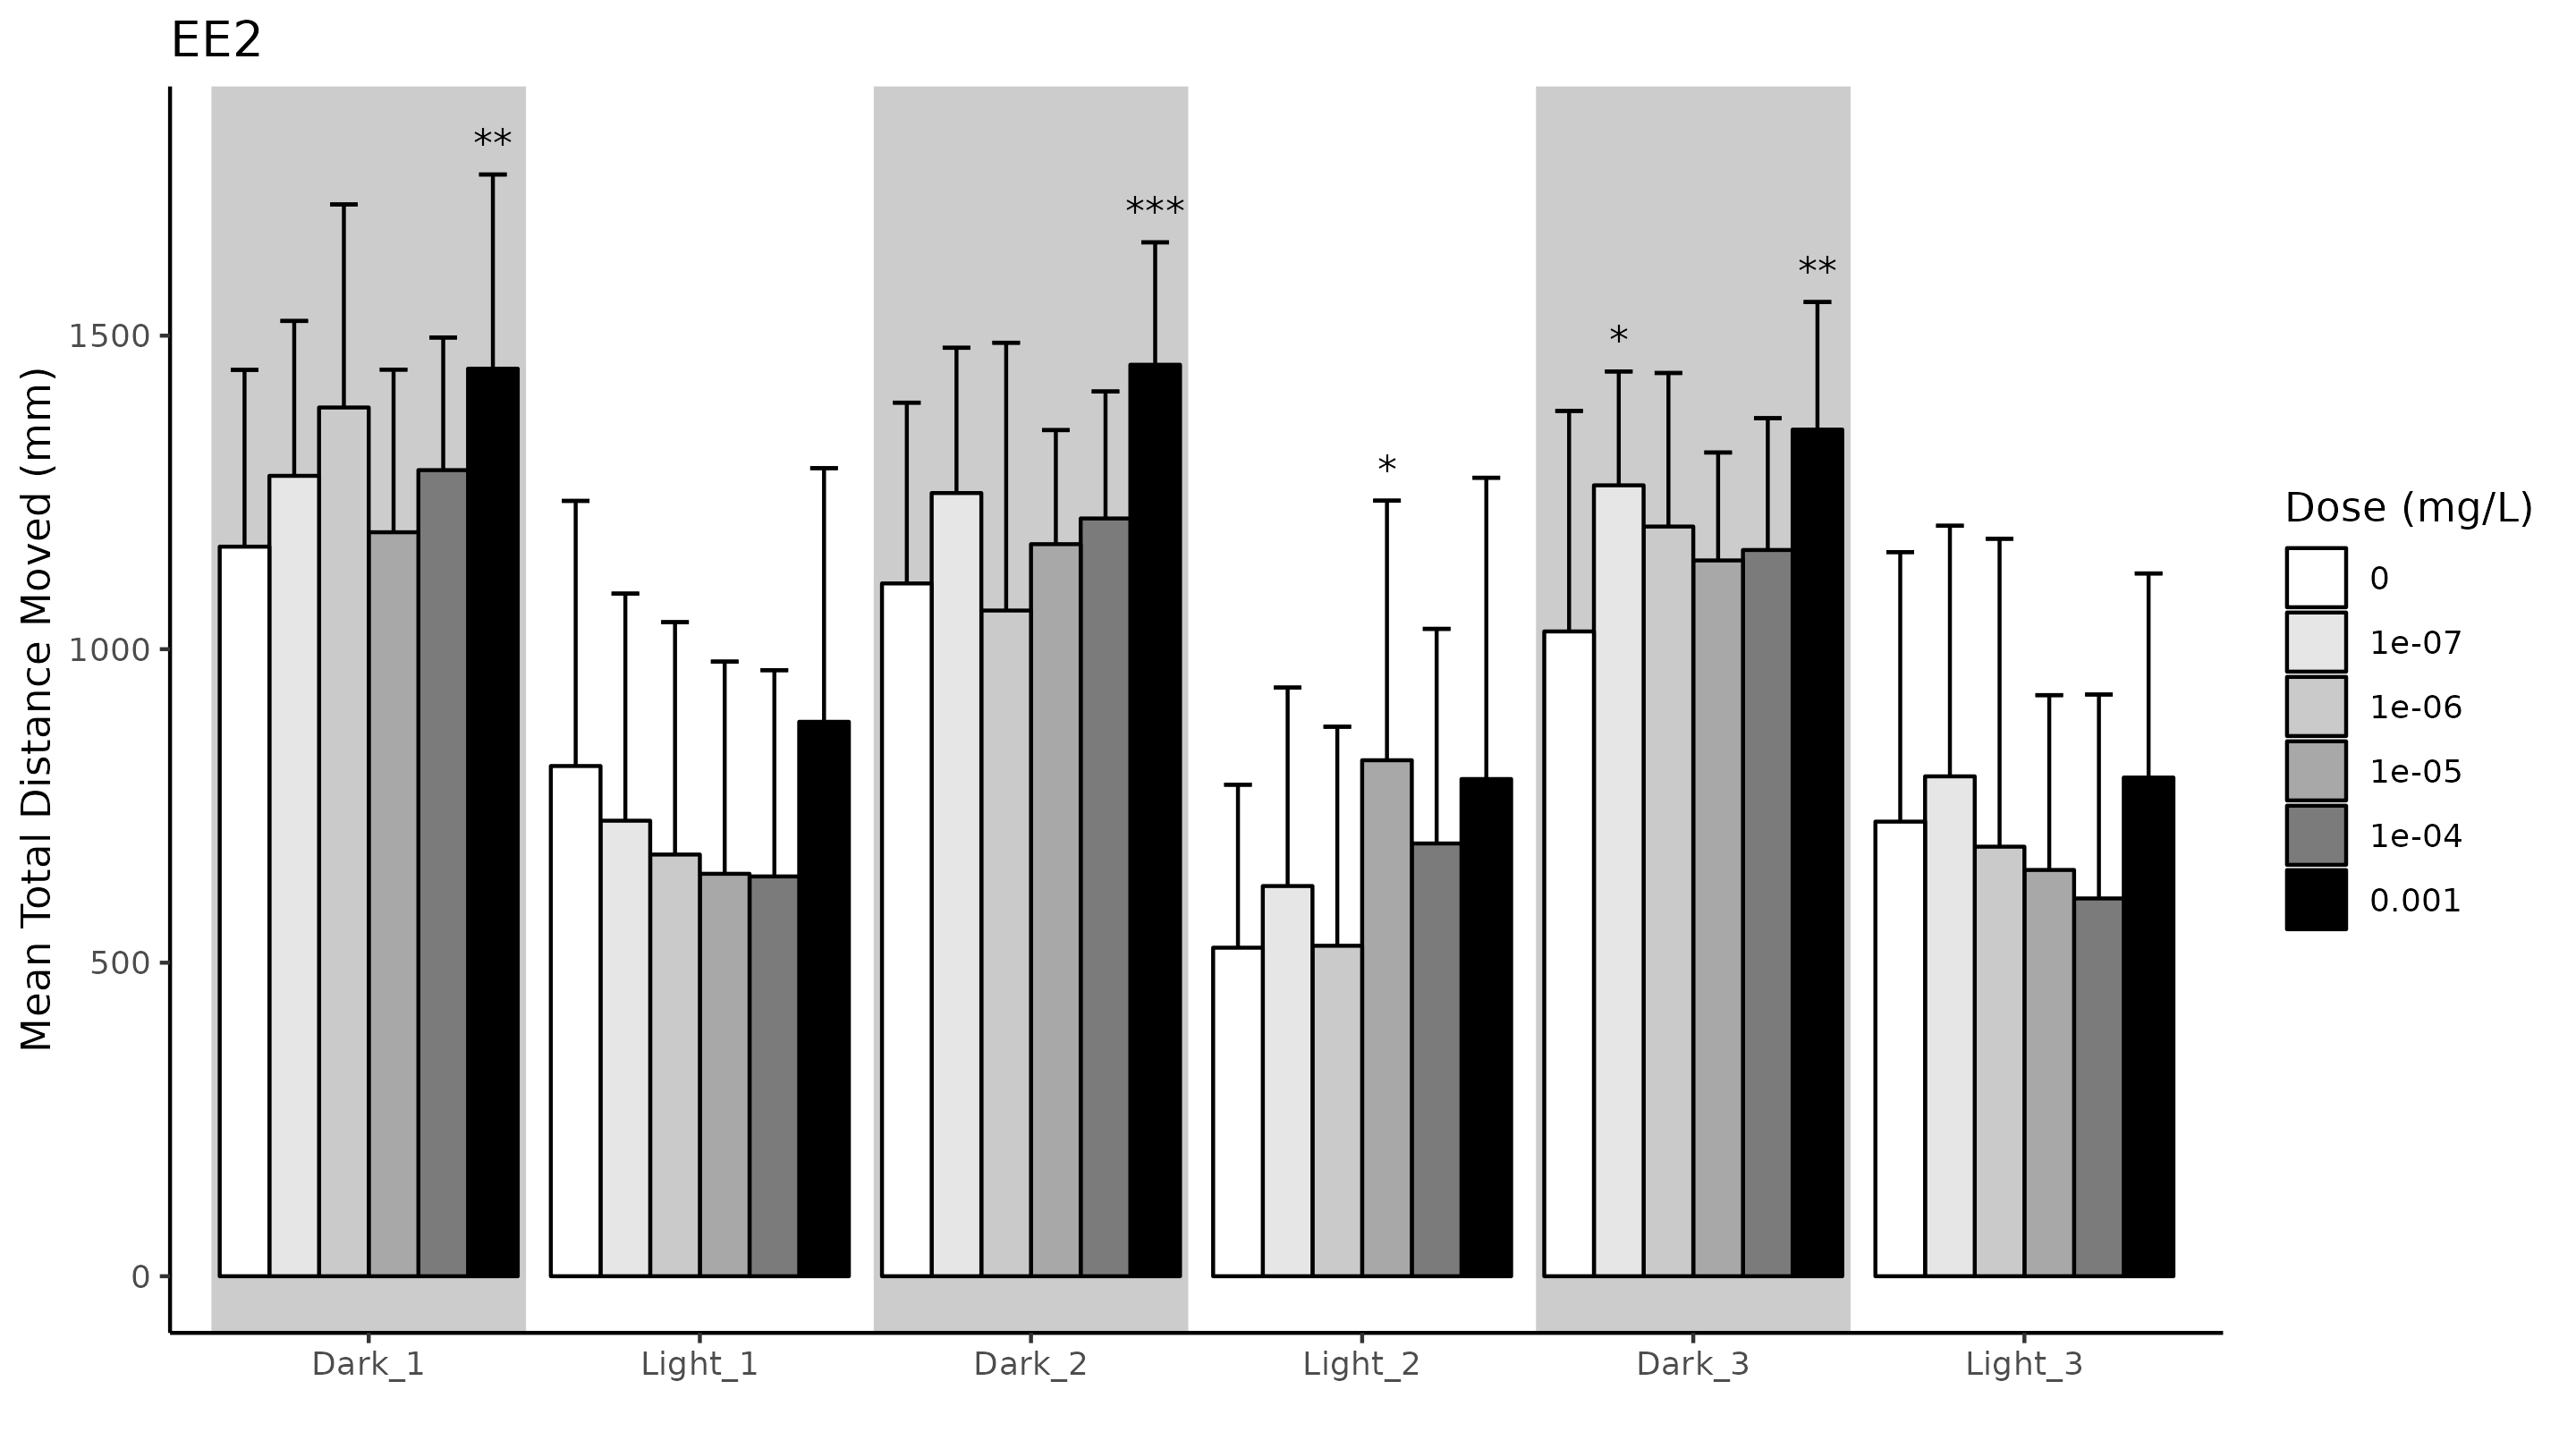 EE2
**
***
**
*
*
1500
1000
500
0
Mean Total Distance Moved (mm)
Dark_1
Light_1
Dark_2
Light_2
Dark_3
Light_3
Dose (mg/L)
0
1e-07
1e-06
1e-05
1e-04
0.001